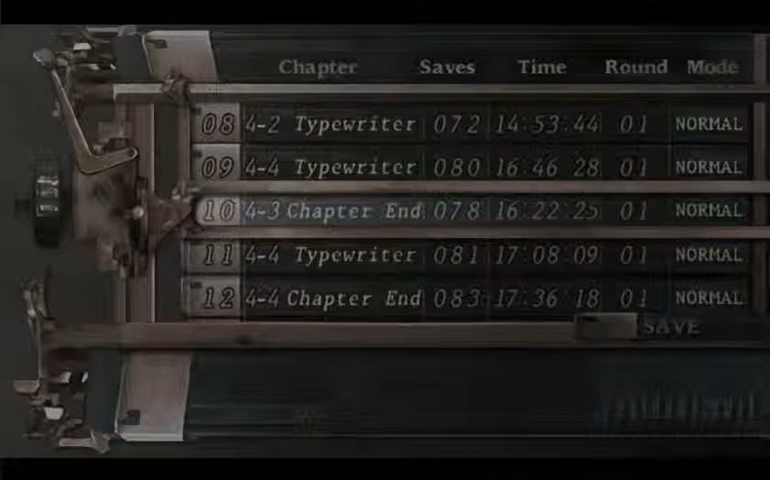 Chapter Saves Time Round Mode
08 4-2 Typewriter 072 14:53:44 01 NORMAL
09 4-4 Typewriter 080 16:46 28 01 NORMAL
10 4-3 Chapter End 078 16:22:25 01 NORMAL
11 4-4 Typewriter 081 17:08:09 01 NORMAL
12 4-4 Chapter End 083 17:36 18 01 NORMAL
SAVE